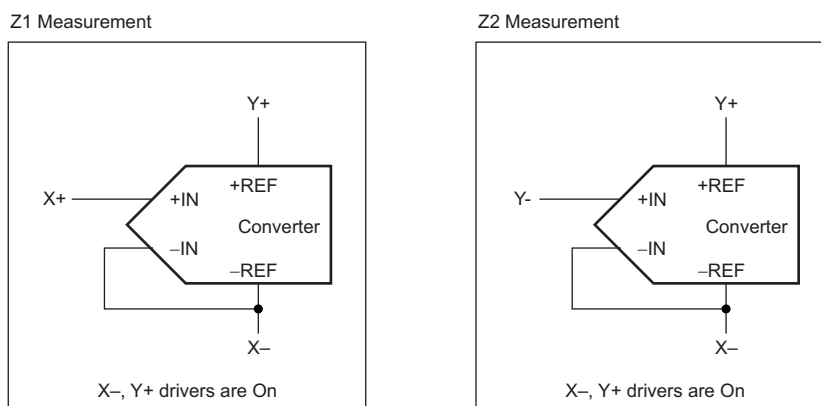 Z1 Measurement
Y+
X+
+IN
+REF
Converter
–IN
–REF
X–
X–, Y+ drivers are On
Z2 Measurement
Y+
Y-
+IN
+REF
Converter
–IN
–REF
X–
X–, Y+ drivers are On